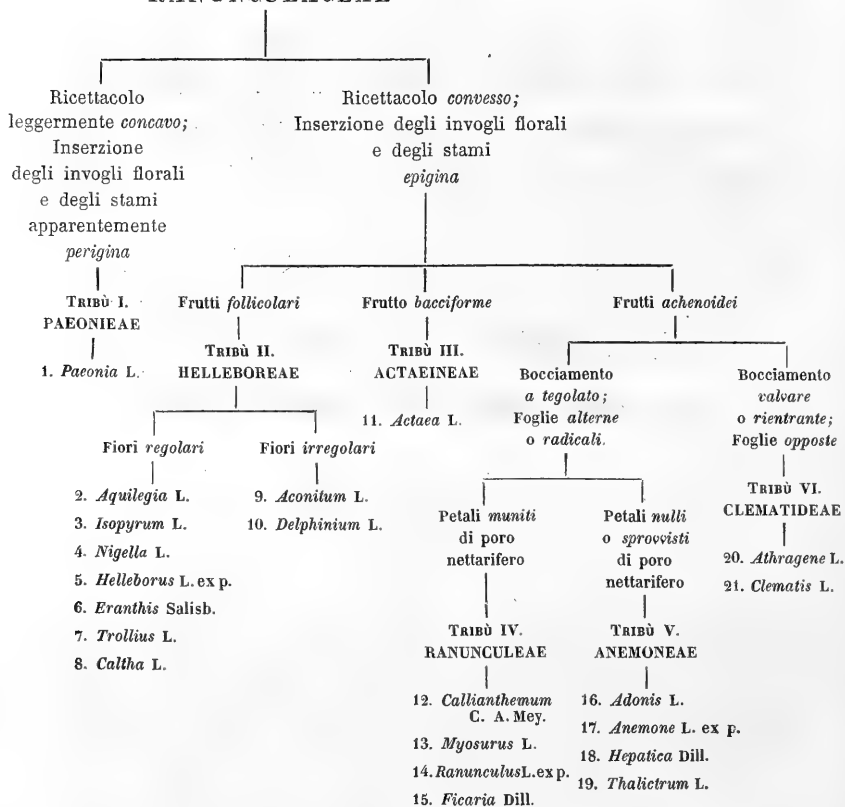 Ricettacolo
leggermente concavo;
Inserzione
degli invogli florali
e degli stami
apparentemente
perigina
TRIBÙ I.
PAEONIEAE
1. Paeonia L.
Ricettacolo convesso;
Inserzione degli invogli florali
e degli stami
epigina
Frutti follicolari
TRIBÙ II.
HELLEBOREAE
Fiori regolari
2. Aquilegia L.
3. Isopyrum L.
4. Nigella L.
5. Helleborus L. ex p.
6. Eranthis Salisb.
7. Trollius L.
8. Caltha L.
Fiori irregolari
9. Aconitum L.
10. Delphinium L.
Frutto bacciforme
TRIBÙ III.
ACTAEINEAE
11. Actaea L.
Frutti achenoidei
Bocciamento
a tegolato;
Foglie alterne
o radicali.
Petali muniti
di poro
nettarifero
TRIBÙ IV.
RANUNCULEAE
12. Callianthemum
C. A. Mey.
13. Myosurus L.
14. Ranunculus L. ex p.
15. Ficaria Dill.
Petali nulli
o sprovvisti
di poro
nettarifero
TRIBÙ V.
ANEMONEAE
16. Adonis L.
17. Anemone L. ex p.
18. Hepatica Dill.
19. Thalictrum L.
Bocciamento
valvare
o rientrante;
Foglie opposte
TRIBÙ VI.
CLEMATIDEAE
20. Athragene L.
21. Clematis L.